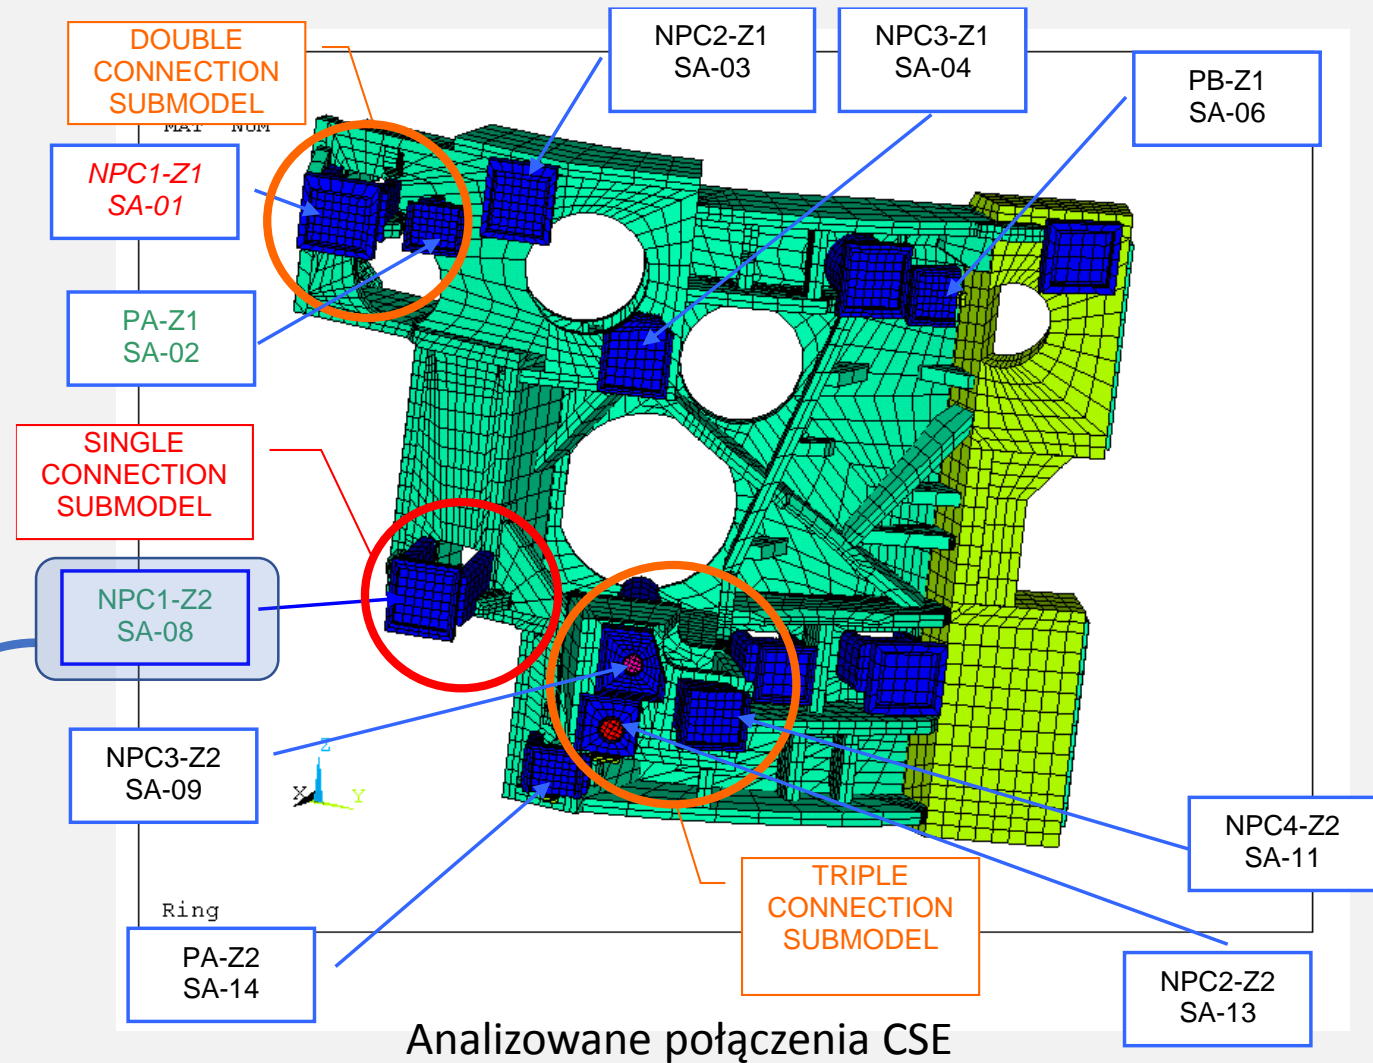 DOUBLE
CONNECTION
SUBMODEL
NPC2-Z1
SA-03
NPC3-Z1
SA-04
PB-Z1
SA-06
MAT NUM
NPC1-Z1
SA-01
PA-Z1
SA-02
SINGLE
CONNECTION
SUBMODEL
NPC1-Z2
SA-08
NPC3-Z2
SA-09
Z
X
Y
NPC4-Z2
SA-11
TRIPLE
CONNECTION
SUBMODEL
Ring
PA-Z2
SA-14
NPC2-Z2
SA-13
Analizowane połączenia CSE